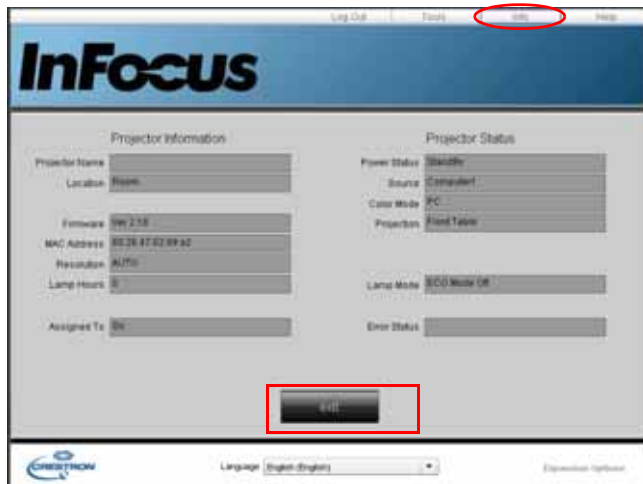 Log Out Tools Info Help
InFocus
Projector Information
Projector Status
Projector Name
Power Status Standby
Location Room
Source Computer1
Color Mode PC
Firmware
Projection Front Table
MAC Address
Resolution AUTO
Lamp Hours 0
Lamp Mode ECO Mode Off
Assigned To
Error Status
exit
CRESTRON
Language English (English)
Expansion Options